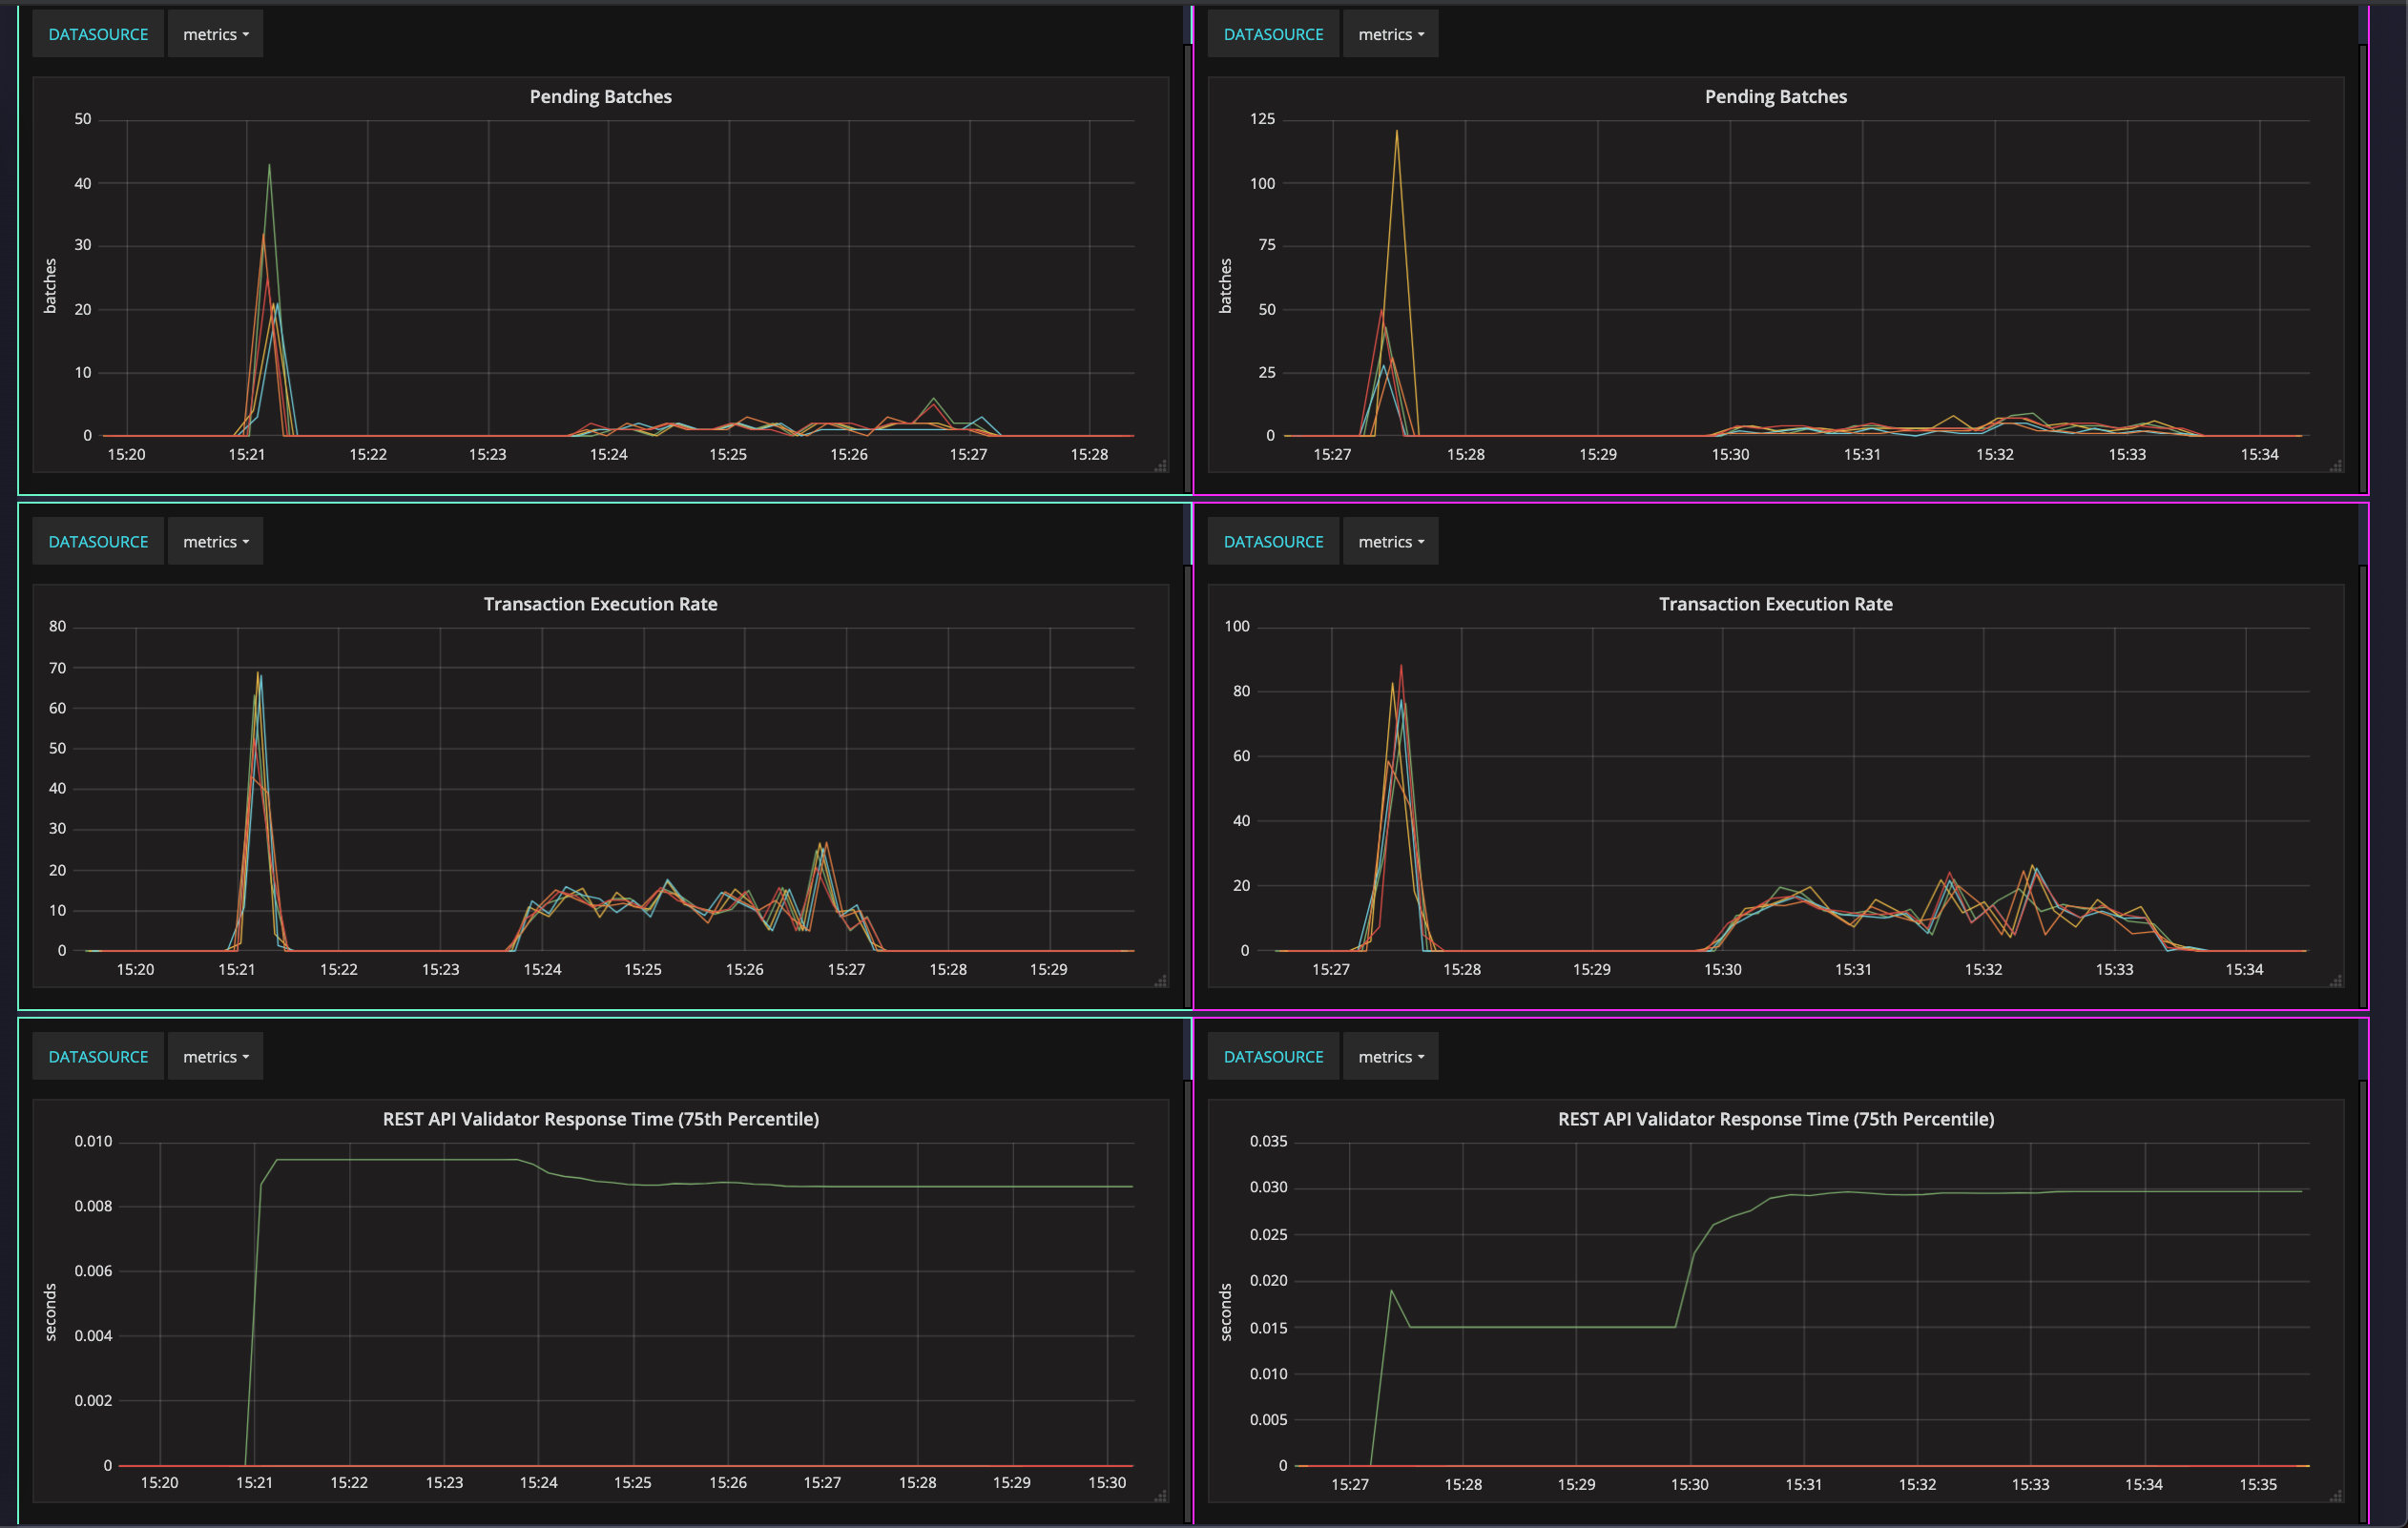 DATASOURCE metrics
Pending Batches
50
40
30
20
10
0
batches
15:20 15:21 15:22 15:23 15:24 15:25 15:26 15:27 15:28
DATASOURCE metrics
Pending Batches
125
100
75
50
25
0
batches
15:27 15:28 15:29 15:30 15:31 15:32 15:33 15:34
DATASOURCE metrics
Transaction Execution Rate
80
70
60
50
40
30
20
10
0
15:20 15:21 15:22 15:23 15:24 15:25 15:26 15:27 15:28 15:29
DATASOURCE metrics
Transaction Execution Rate
100
80
60
40
20
0
15:27 15:28 15:29 15:30 15:31 15:32 15:33 15:34
DATASOURCE metrics
REST API Validator Response Time (75th Percentile)
0.010
0.008
0.006
0.004
0.002
0
seconds
15:20 15:21 15:22 15:23 15:24 15:25 15:26 15:27 15:28 15:29 15:30
DATASOURCE metrics
REST API Validator Response Time (75th Percentile)
0.035
0.030
0.025
0.020
0.015
0.010
0.005
0
seconds
15:27 15:28 15:29 15:30 15:31 15:32 15:33 15:34 15:35